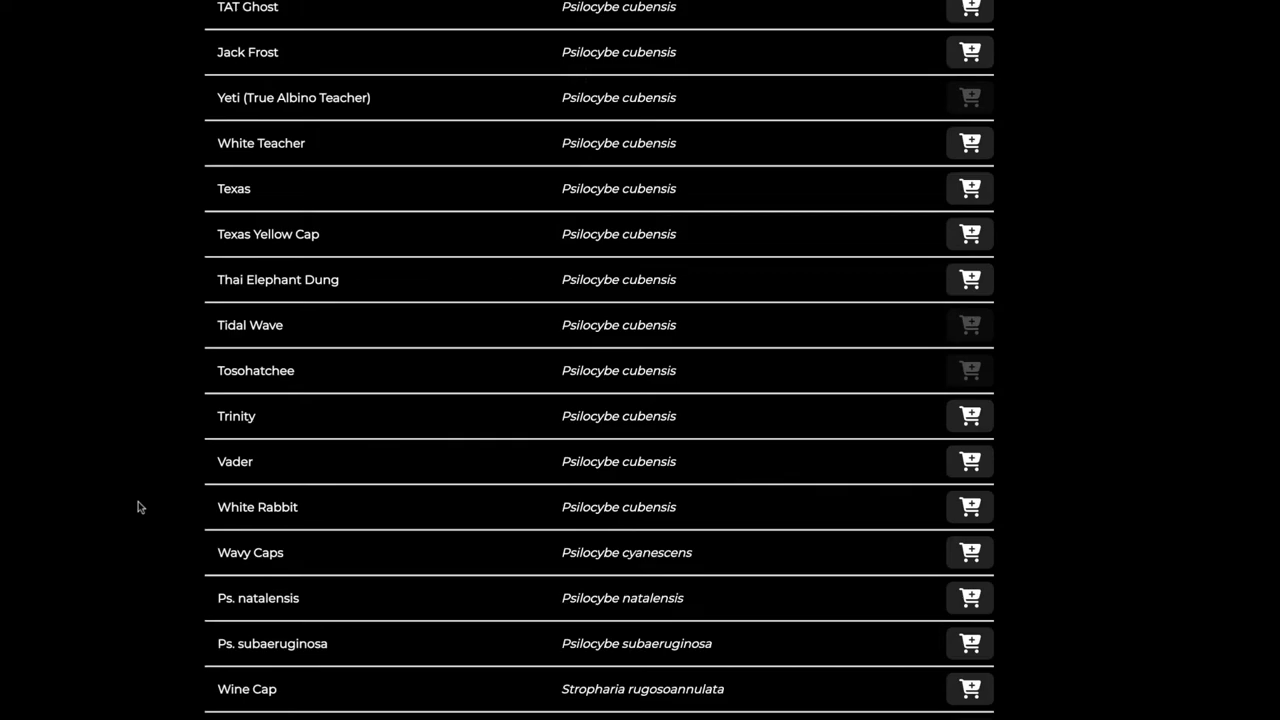 TAT Ghost Psilocybe cubensis
Jack Frost Psilocybe cubensis
Yeti (True Albino Teacher) Psilocybe cubensis
White Teacher Psilocybe cubensis
Texas Psilocybe cubensis
Texas Yellow Cap Psilocybe cubensis
Thai Elephant Dung Psilocybe cubensis
Tidal Wave Psilocybe cubensis
Tosohatchee Psilocybe cubensis
Trinity Psilocybe cubensis
Vader Psilocybe cubensis
White Rabbit Psilocybe cubensis
Wavy Caps Psilocybe cyanescens
Ps. natalensis Psilocybe natalensis
Ps. subaeruginosa Psilocybe subaeruginosa
Wine Cap Stropharia rugosoannulata